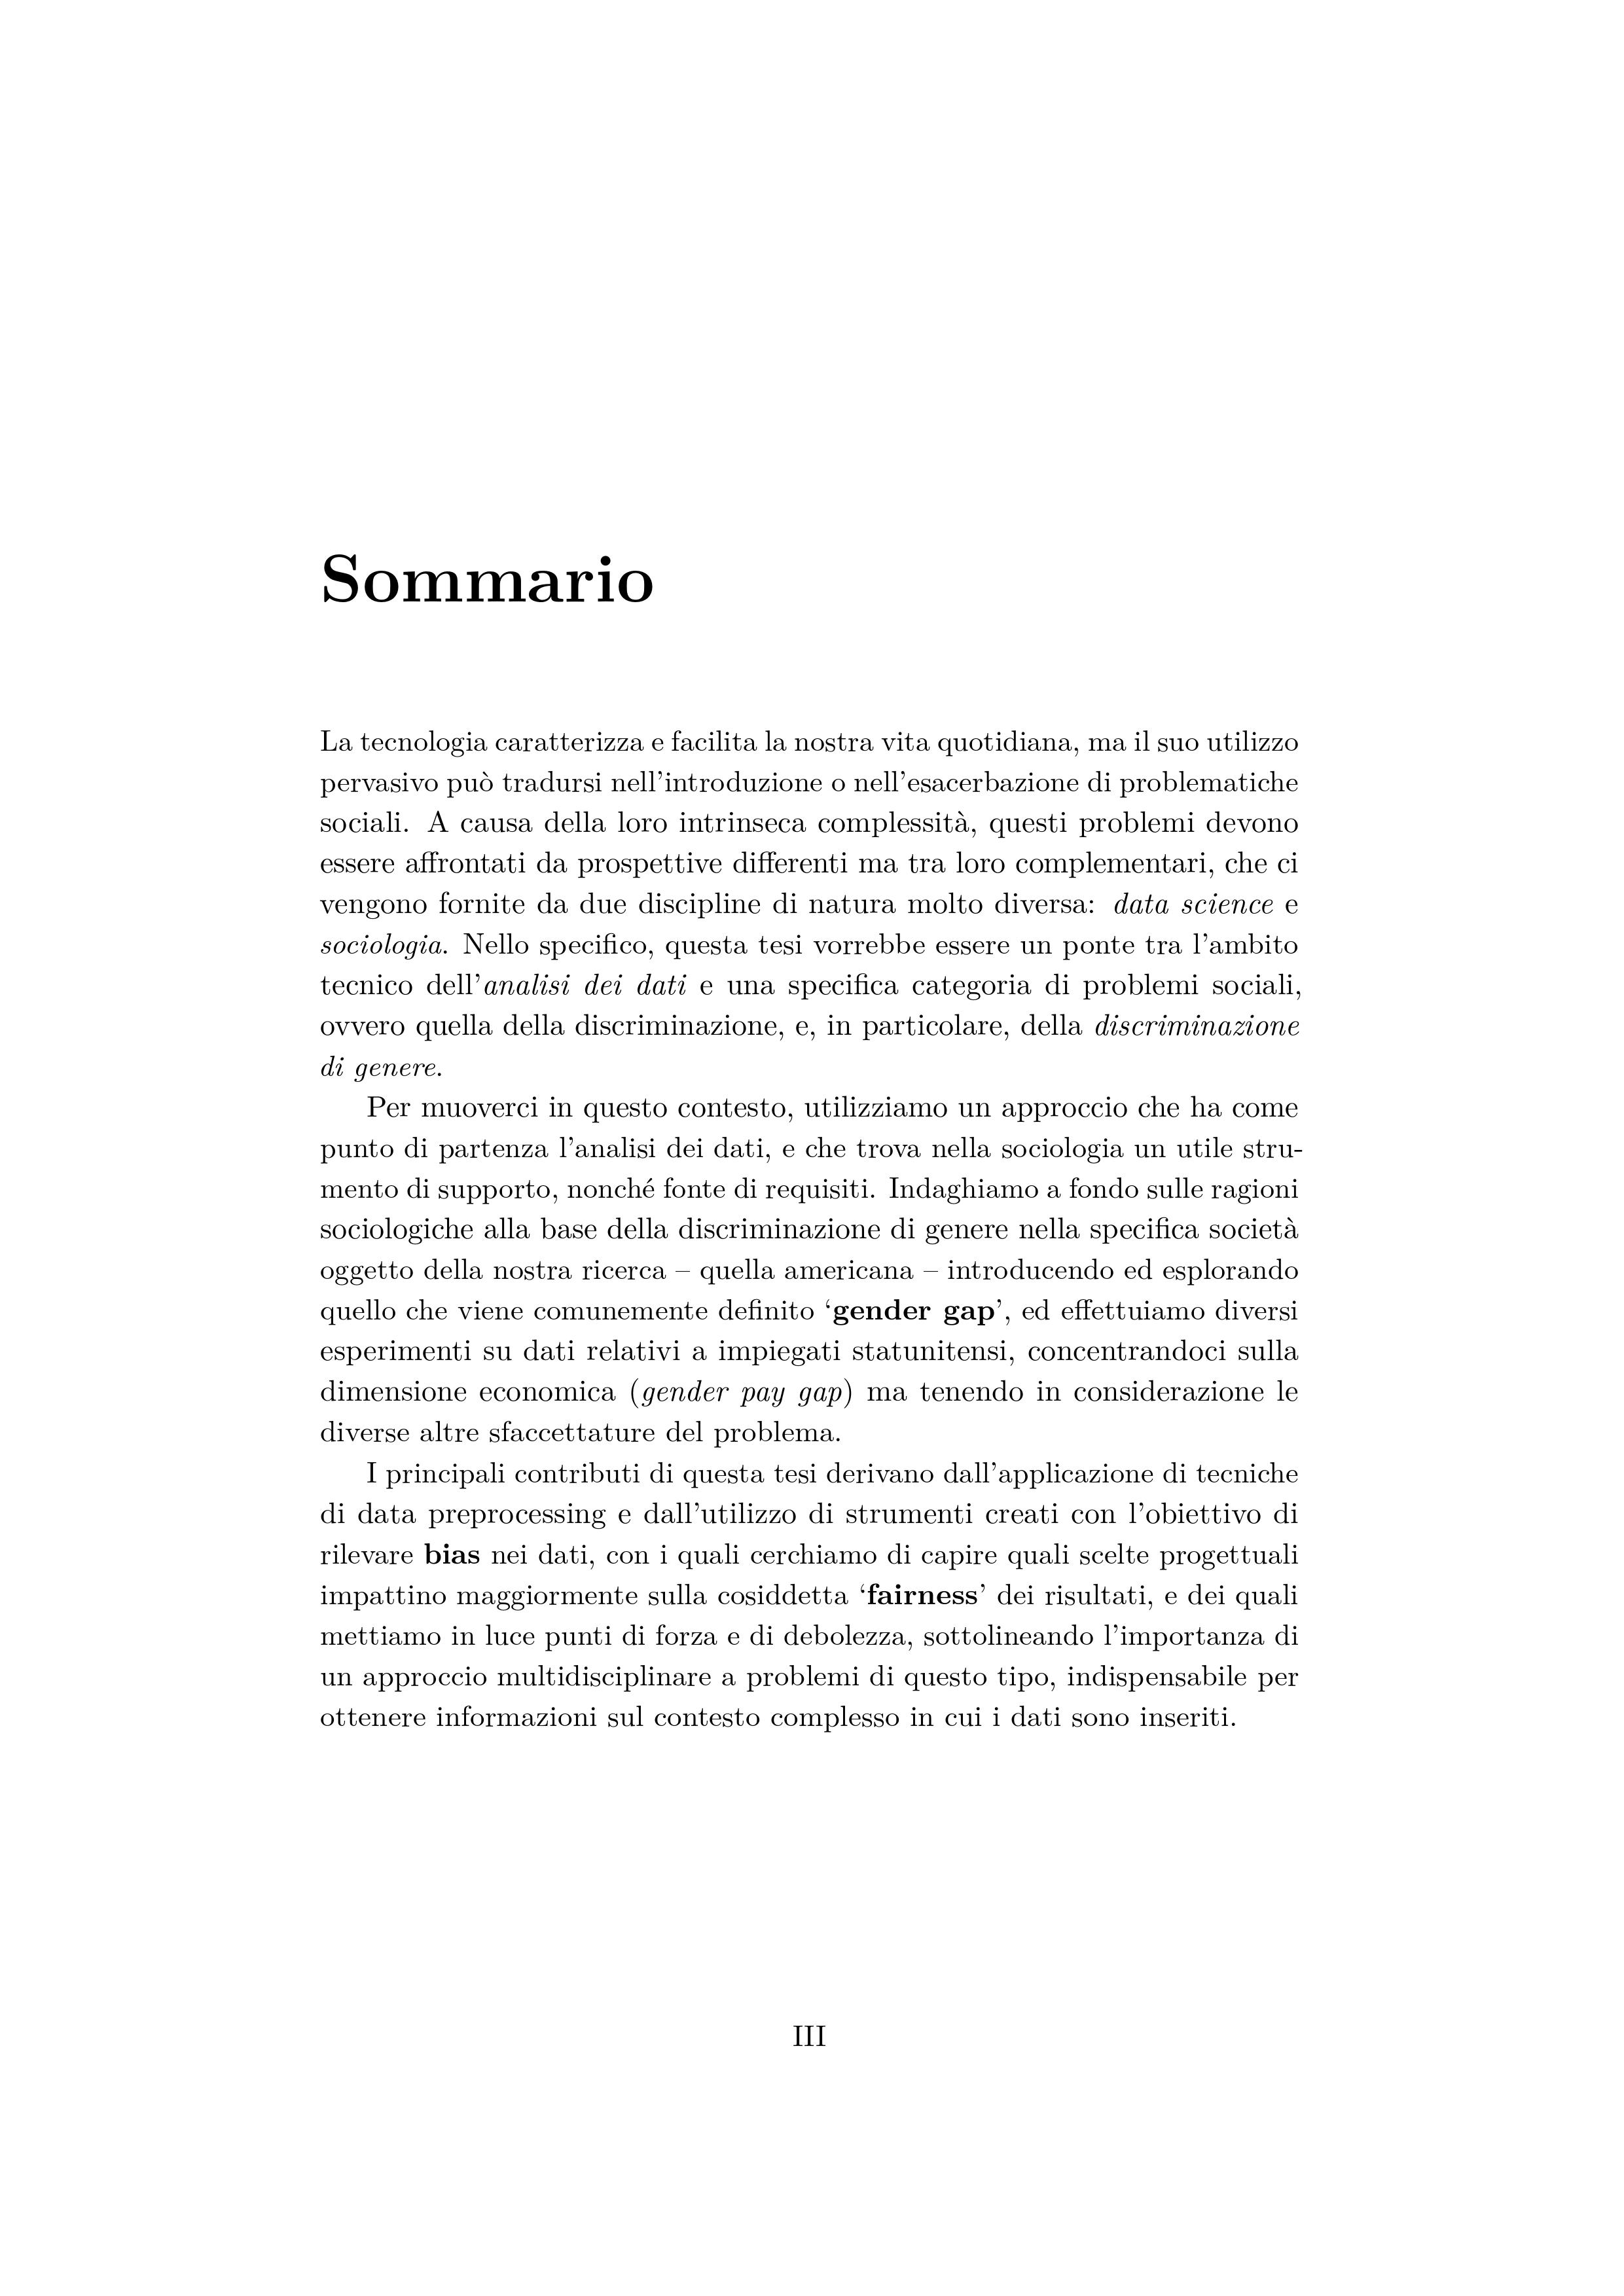 Sommario
La tecnologia caratterizza e facilita la nostra vita quotidiana, ma il suo utilizzo
pervasivo può tradursi nell'introduzione o nell'esacerbazione di problematiche
sociali. A causa della loro intrinseca complessità, questi problemi devono
essere affrontati da prospettive differenti ma tra loro complementari, che ci
vengono fornite da due discipline di natura molto diversa: data science e
sociologia. Nello specifico, questa tesi vorrebbe essere un ponte tra l'ambito
tecnico dell'analisi dei dati e una specifica categoria di problemi sociali,
ovvero quella della discriminazione, e, in particolare, della discriminazione
di genere.
Per muoverci in questo contesto, utilizziamo un approccio che ha come
punto di partenza l'analisi dei dati, e che trova nella sociologia un utile stru-
mento di supporto, nonché fonte di requisiti. Indaghiamo a fondo sulle ragioni
sociologiche alla base della discriminazione di genere nella specifica società
oggetto della nostra ricerca – quella americana – introducendo ed esplorando
quello che viene comunemente definito ‘gender gap’, ed effettuiamo diversi
esperimenti su dati relativi a impiegati statunitensi, concentrandoci sulla
dimensione economica (gender pay gap) ma tenendo in considerazione le
diverse altre sfaccettature del problema.
I principali contributi di questa tesi derivano dall'applicazione di tecniche
di data preprocessing e dall'utilizzo di strumenti creati con l'obiettivo di
rilevare bias nei dati, con i quali cerchiamo di capire quali scelte progettuali
impattino maggiormente sulla cosiddetta ‘fairness’ dei risultati, e dei quali
mettiamo in luce punti di forza e di debolezza, sottolineando l'importanza di
un approccio multidisciplinare a problemi di questo tipo, indispensabile per
ottenere informazioni sul contesto complesso in cui i dati sono inseriti.
III